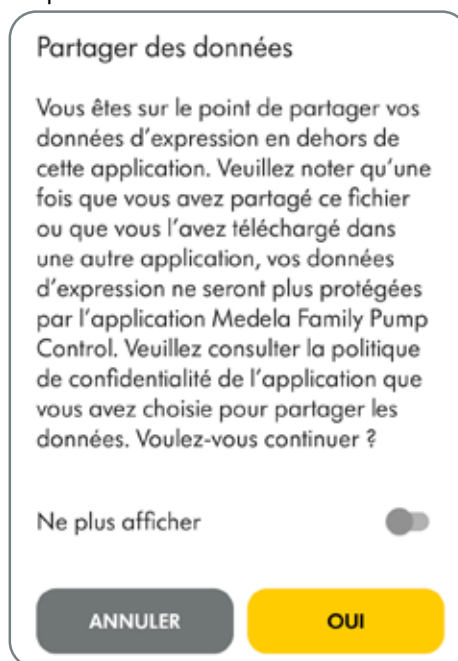 Partager des données
Vous êtes sur le point de partager vos
données d'expression en dehors de
cette application. Veuillez noter qu'une
fois que vous avez partagé ce fichier
ou que vous l'avez téléchargé dans
une autre application, vos données
d'expression ne seront plus protégées
par l'application Medela Family Pump
Control. Veuillez consulter la politique
de confidentialité de l'application que
vous avez choisie pour partager les
données. Voulez-vous continuer ?
Ne plus afficher
ANNULER
OUI